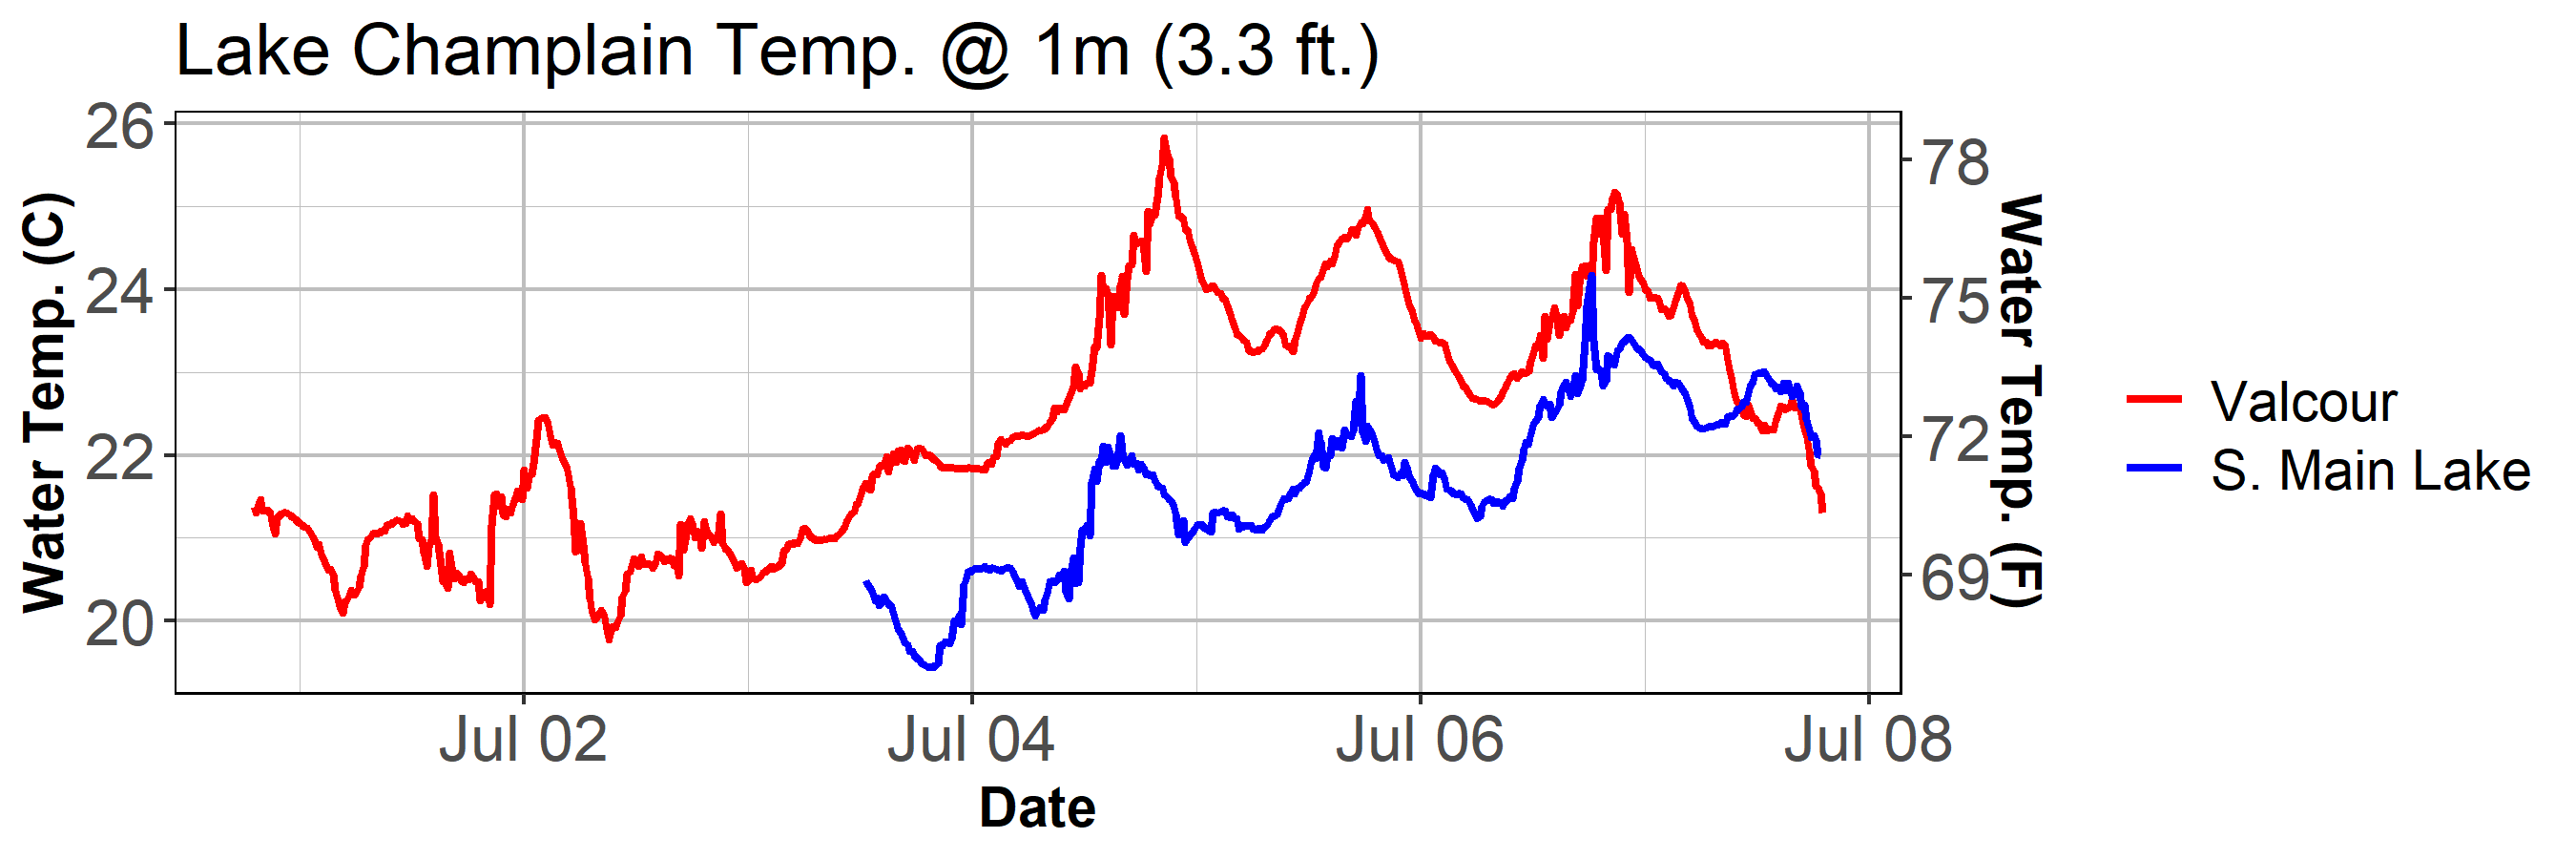 Lake Champlain Temp. @ 1m (3.3 ft.)
Water Temp. (C)
26
24
22
20
78
75
72
69
Water Temp. (F)
Jul 02
Jul 04
Jul 06
Jul 08
Date
Valcour
S. Main Lake